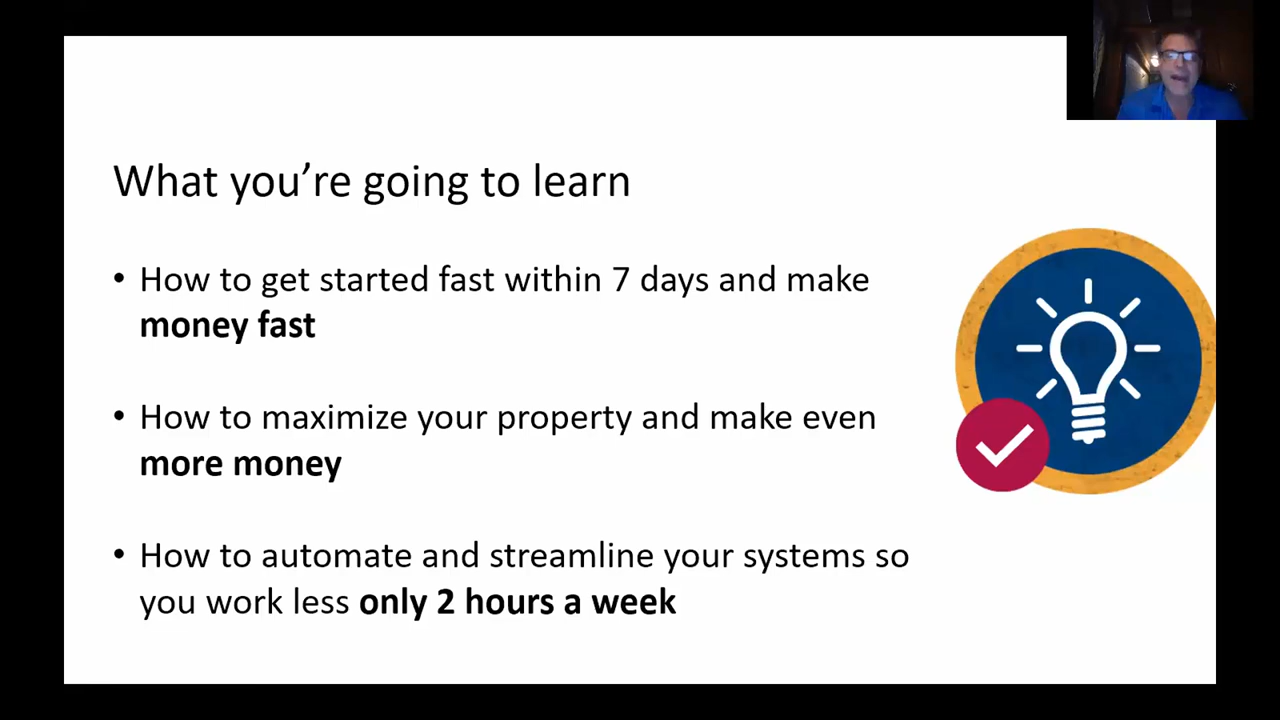 What you’re going to learn
• How to get started fast within 7 days and make
money fast
• How to maximize your property and make even
more money
• How to automate and streamline your systems so
you work less only 2 hours a week